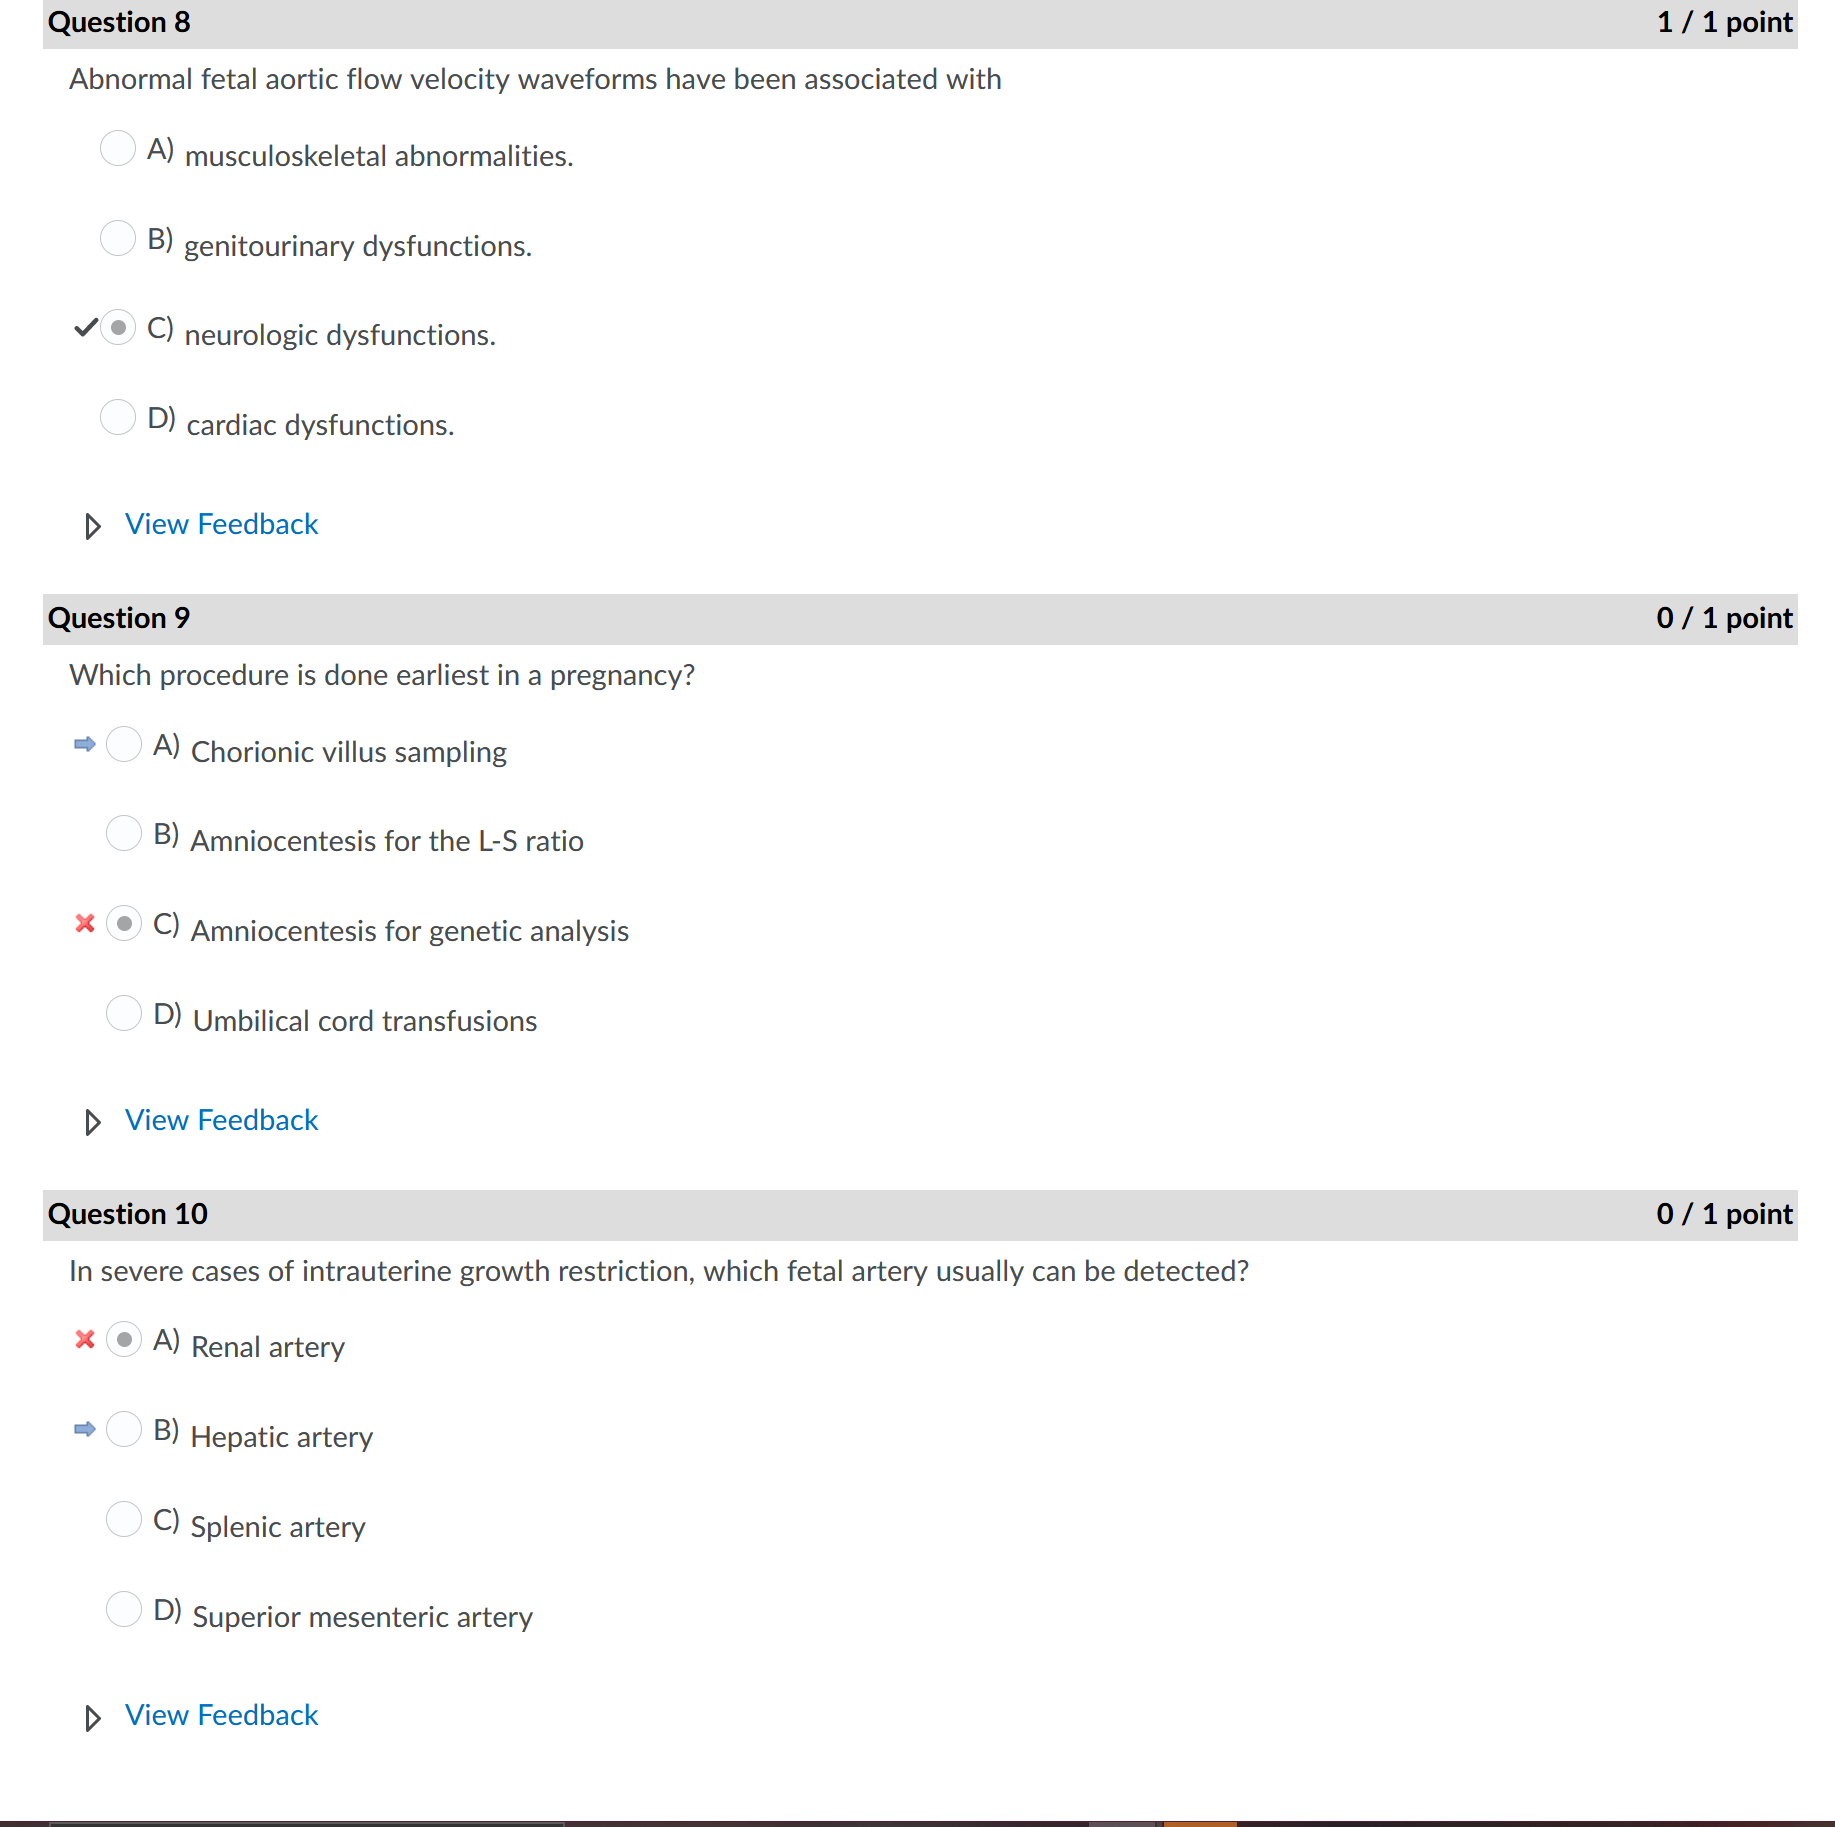 Question 8 1 / 1 point
Abnormal fetal aortic flow velocity waveforms have been associated with
A) musculoskeletal abnormalities.
B) genitourinary dysfunctions.
C) neurologic dysfunctions.
D) cardiac dysfunctions.
View Feedback
Question 9 0 / 1 point
Which procedure is done earliest in a pregnancy?
A) Chorionic villus sampling
B) Amniocentesis for the L-S ratio
C) Amniocentesis for genetic analysis
D) Umbilical cord transfusions
View Feedback
Question 10 0 / 1 point
In severe cases of intrauterine growth restriction, which fetal artery usually can be detected?
A) Renal artery
B) Hepatic artery
C) Splenic artery
D) Superior mesenteric artery
View Feedback